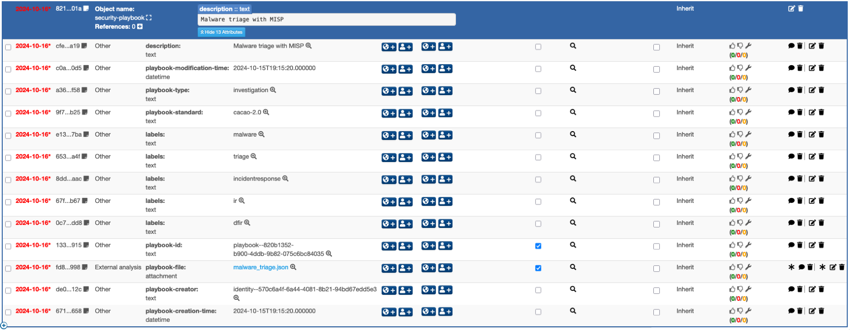 2024-10-16* 821...01a Object name: description :: text Inherit
security-playbook Malware triage with MISP
References: 0
Hide 13 Attributes
2024-10-16* cfe...a19 Other description: Malware triage with MISP Inherit
text (0/0/0)
2024-10-16* c0a...0d5 Other playbook-modification-time: 2024-10-15T19:15:20.000000 Inherit
datetime (0/0/0)
2024-10-16* a36...f58 Other playbook-type: investigation Inherit
text (0/0/0)
2024-10-16* 9f7...b25 Other playbook-standard: cacao-2.0 Inherit
text (0/0/0)
2024-10-16* e13...7ba Other labels: malware Inherit
text (0/0/0)
2024-10-16* 653...a4f Other labels: triage Inherit
text (0/0/0)
2024-10-16* 8dd...aac Other labels: incidentresponse Inherit
text (0/0/0)
2024-10-16* 67f...b67 Other labels: ir Inherit
text (0/0/0)
2024-10-16* 0c7...dd8 Other labels: dfir Inherit
text (0/0/0)
2024-10-16* 133...915 Other playbook-id: playbook--820b1352- Inherit
text b900-4ddb-9b82-075c6bc84035 (0/0/0)
2024-10-16* fd8...998 External analysis playbook-file: malware_triage.json Inherit
attachment (0/0/0)
2024-10-16* de0...12c Other playbook-creator: identity--570c6a4f-6a44-4081-8b21-94bd67edd5e3 Inherit
text (0/0/0)
2024-10-16* 671...658 Other playbook-creation-time: 2024-10-15T19:15:20.000000 Inherit
datetime (0/0/0)